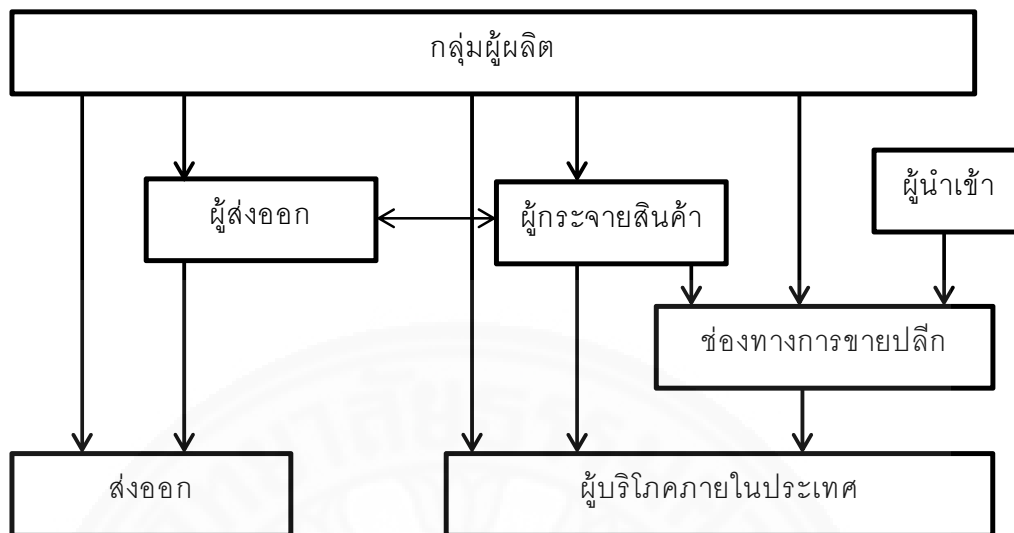 กลุ่มผู้ผลิต
ผู้นำเข้า
ผู้ส่งออก
ผู้กระจายสินค้า
ช่องทางการขายปลีก
ส่งออก
ผู้บริโภคภายในประเทศ